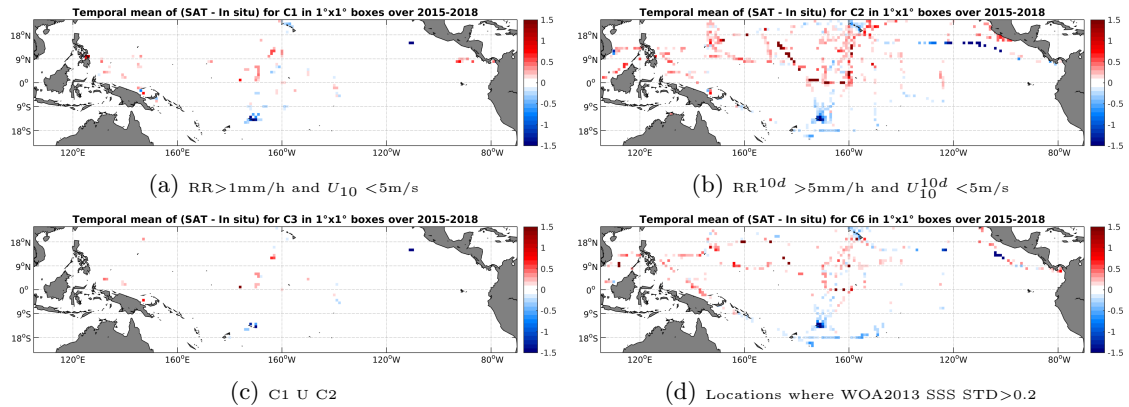 Temporal mean of (SAT - In situ) for C1 in 1°x1° boxes over 2015-2018
18°N
9°N
0°
9°S
18°S
120°E 160°E 160°W 120°W 80°W
1.5
1
0.5
0
-0.5
-1
-1.5
(a) RR>1mm/h and U10 <5m/s
Temporal mean of (SAT - In situ) for C2 in 1°x1° boxes over 2015-2018
18°N
9°N
0°
9°S
18°S
120°E 160°E 160°W 120°W 80°W
1.5
1
0.5
0
-0.5
-1
-1.5
(b) RR^10d >5mm/h and U10^10d <5m/s
Temporal mean of (SAT - In situ) for C3 in 1°x1° boxes over 2015-2018
18°N
9°N
0°
9°S
18°S
120°E 160°E 160°W 120°W 80°W
1.5
1
0.5
0
-0.5
-1
-1.5
(c) C1 U C2
Temporal mean of (SAT - In situ) for C6 in 1°x1° boxes over 2015-2018
18°N
9°N
0°
9°S
18°S
120°E 160°E 160°W 120°W 80°W
1.5
1
0.5
0
-0.5
-1
-1.5
(d) Locations where WOA2013 SSS STD>0.2